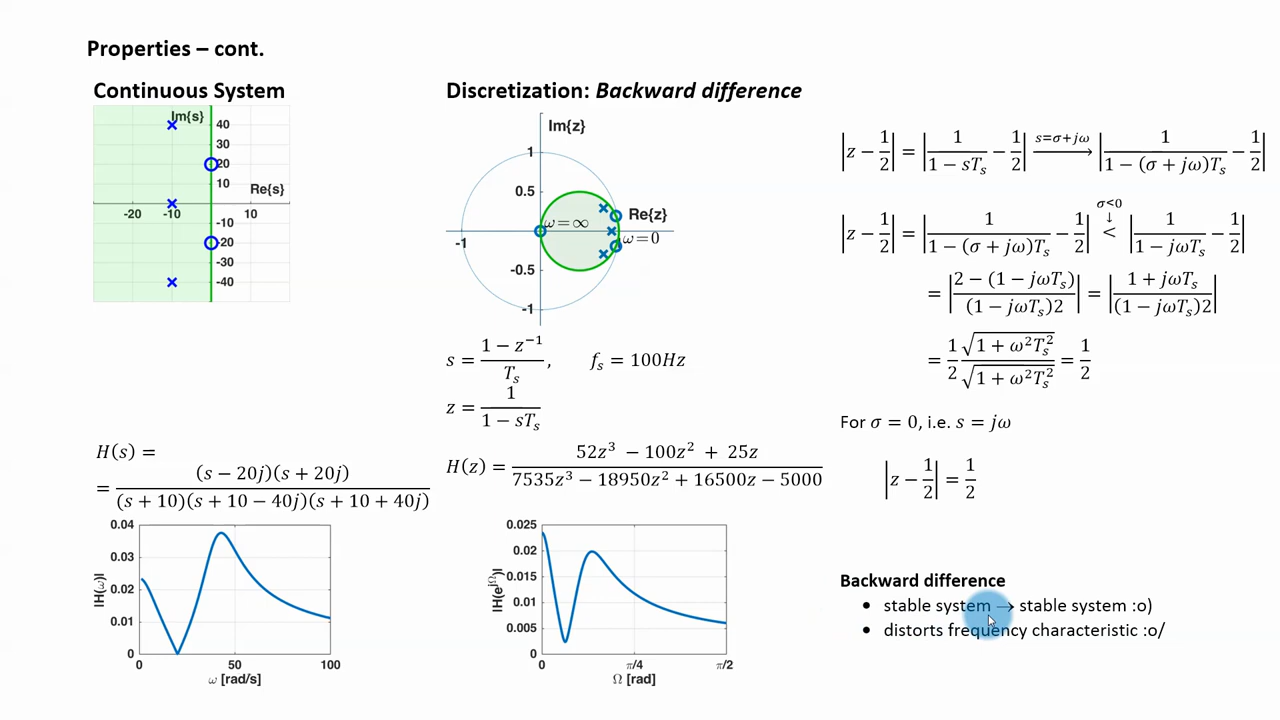 Properties – cont.
Continuous System
Im{s}
40
30
20
10
Re{s}
-20
-10
10
-10
-20
-30
-40
H(s) =
= (s − 20j)(s + 20j) / (s + 10)(s + 10 − 40j)(s + 10 + 40j)
0.04
0.03
0.02
0.01
0
|H(ω)|
0
50
100
ω [rad/s]
Discretization: Backward difference
Im{z}
1
0.5
Re{z}
ω = ∞
-1
ω = 0
-0.5
-1
s = (1 − z⁻¹) / Tₛ, fₛ = 100Hz
z = 1 / (1 − sTₛ)
H(z) = (52z³ − 100z² + 25z) / (7535z³ − 18950z² + 16500z − 5000)
0.025
0.02
0.015
0.01
0.005
0
|H(e^jΩ)|
0
π/4
π/2
Ω [rad]
|z − 1/2| = |1/(1 − sTₛ) − 1/2| s=σ+jω → |1/(1 − (σ + jω)Tₛ) − 1/2|
σ<0
↓
|z − 1/2| = |1/(1 − (σ + jω)Tₛ) − 1/2| < |1/(1 − jωTₛ) − 1/2|
= |(2 − (1 − jωTₛ))/((1 − jωTₛ)2)| = |(1 + jωTₛ)/((1 − jωTₛ)2)|
= 1/2 √(1 + ω²Tₛ²)/√(1 + ω²Tₛ²) = 1/2
For σ = 0, i.e. s = jω
|z − 1/2| = 1/2
Backward difference
• stable system → stable system :o)
• distorts frequency characteristic :o/